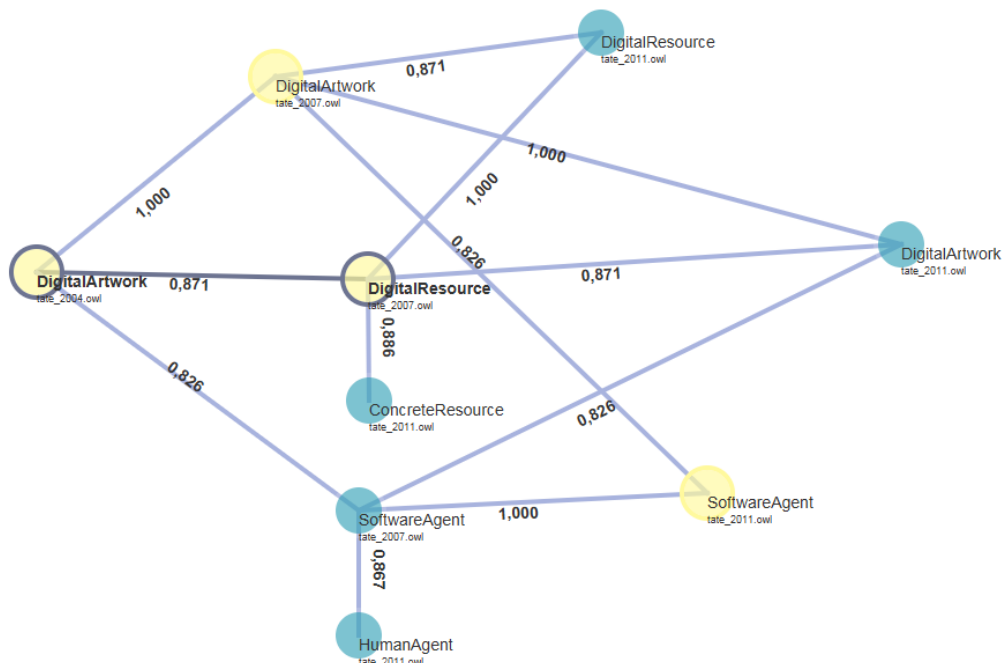 DigitalResource
tate_2011.owl
0,871
DigitalArtwork
tate_2007.owl
1,000
1,000
1,000
0,826
DigitalArtwork
tate_2011.owl
DigitalArtwork
tate_2004.owl
0,871
DigitalResource
tate_2007.owl
0,871
0,886
0,826
ConcreteResource
tate_2011.owl
0,826
SoftwareAgent
tate_2011.owl
SoftwareAgent
tate_2007.owl
1,000
0,867
HumanAgent
tate_2011.owl